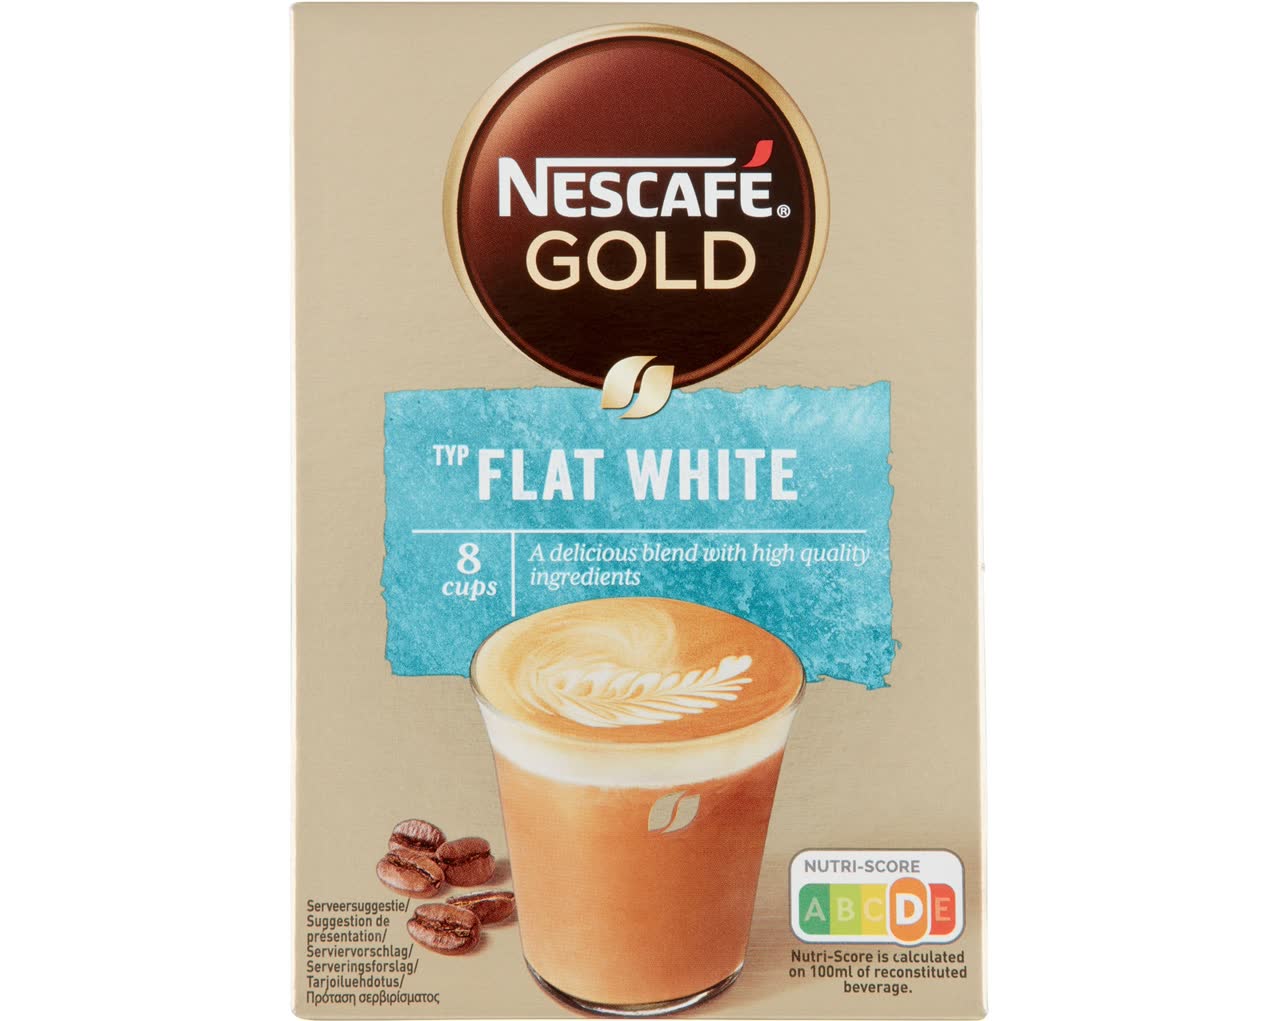 NESCAFÉ®
GOLD
TYP FLAT WHITE
8
cups
A delicious blend with high quality
ingredients
Serveersuggestie/
Suggestion de
présentation/
Serviervorschlag/
Serveringsforslag/
Tarjoiluehdotus/
Πρόταση σερβιρίσματος
NUTRI-SCORE
A B C D E
Nutri-Score is calculated
on 100ml of reconstituted
beverage.